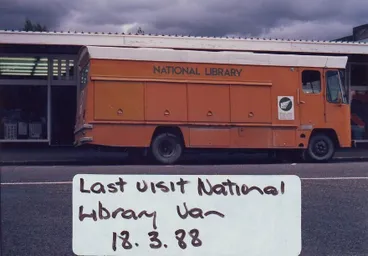 NATIONAL LIBRARY
Last visit National
Library Van
18.3.88